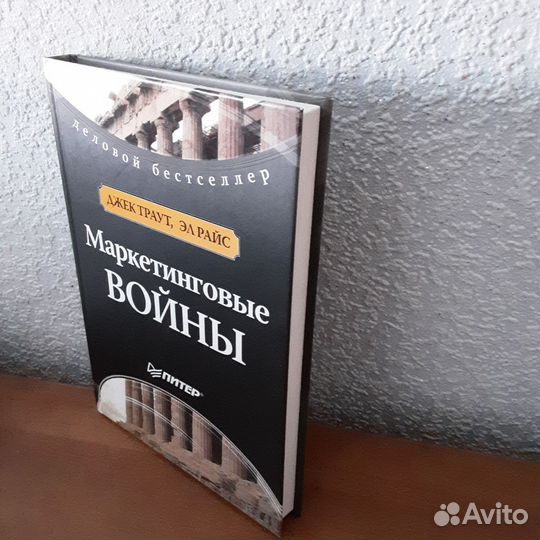 деловой бестселлер
ДЖЕК ТРАУТ, ЭЛ РАЙС
Маркетинговые
ВОЙНЫ
ПИТЕР®
Avito